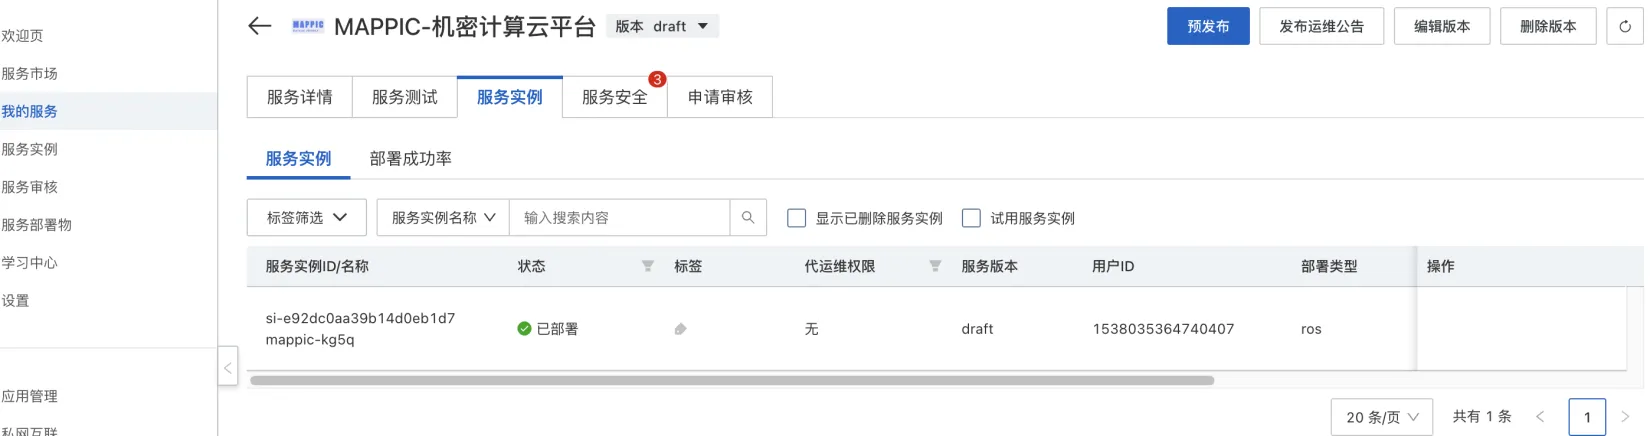 欢迎页
服务市场
我的服务
服务实例
服务审核
服务部署物
学习中心
设置
应用管理
私网互联
MAPPIC
MAPPIC-机密计算云平台
版本 draft
预发布
发布运维公告
编辑版本
删除版本
服务详情
服务测试
服务实例
服务安全
3
申请审核
服务实例
部署成功率
标签筛选
服务实例名称
输入搜索内容
显示已删除服务实例
试用服务实例
服务实例ID/名称 状态 标签 代运维权限 服务版本 用户ID 部署类型 操作
si-e92dc0aa39b14d0eb1d7
mappic-kg5q
已部署 无 draft 1538035364740407 ros
20 条/页 共有 1 条 1